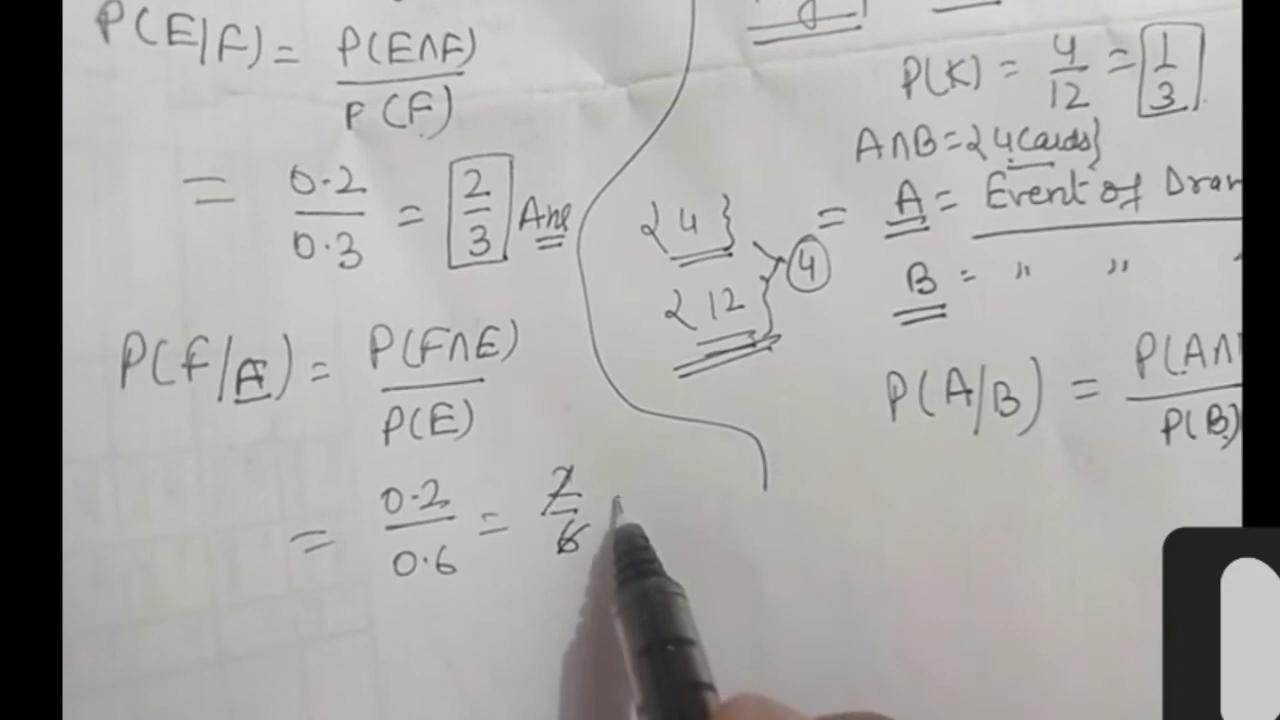 P(E/F) = P(E∩F)
P(F)
= 0.2 = 2 Ans
0.3 3
P(F/E) = P(F∩E)
P(E)
= 0.2 = 2
0.6 6
{4}
{12} 4
P(K) = 4 = 1
12 3
A∩B = {4 Cards}
= A = Event of
B = " "
P(A/B) = P(A∩
P(B)